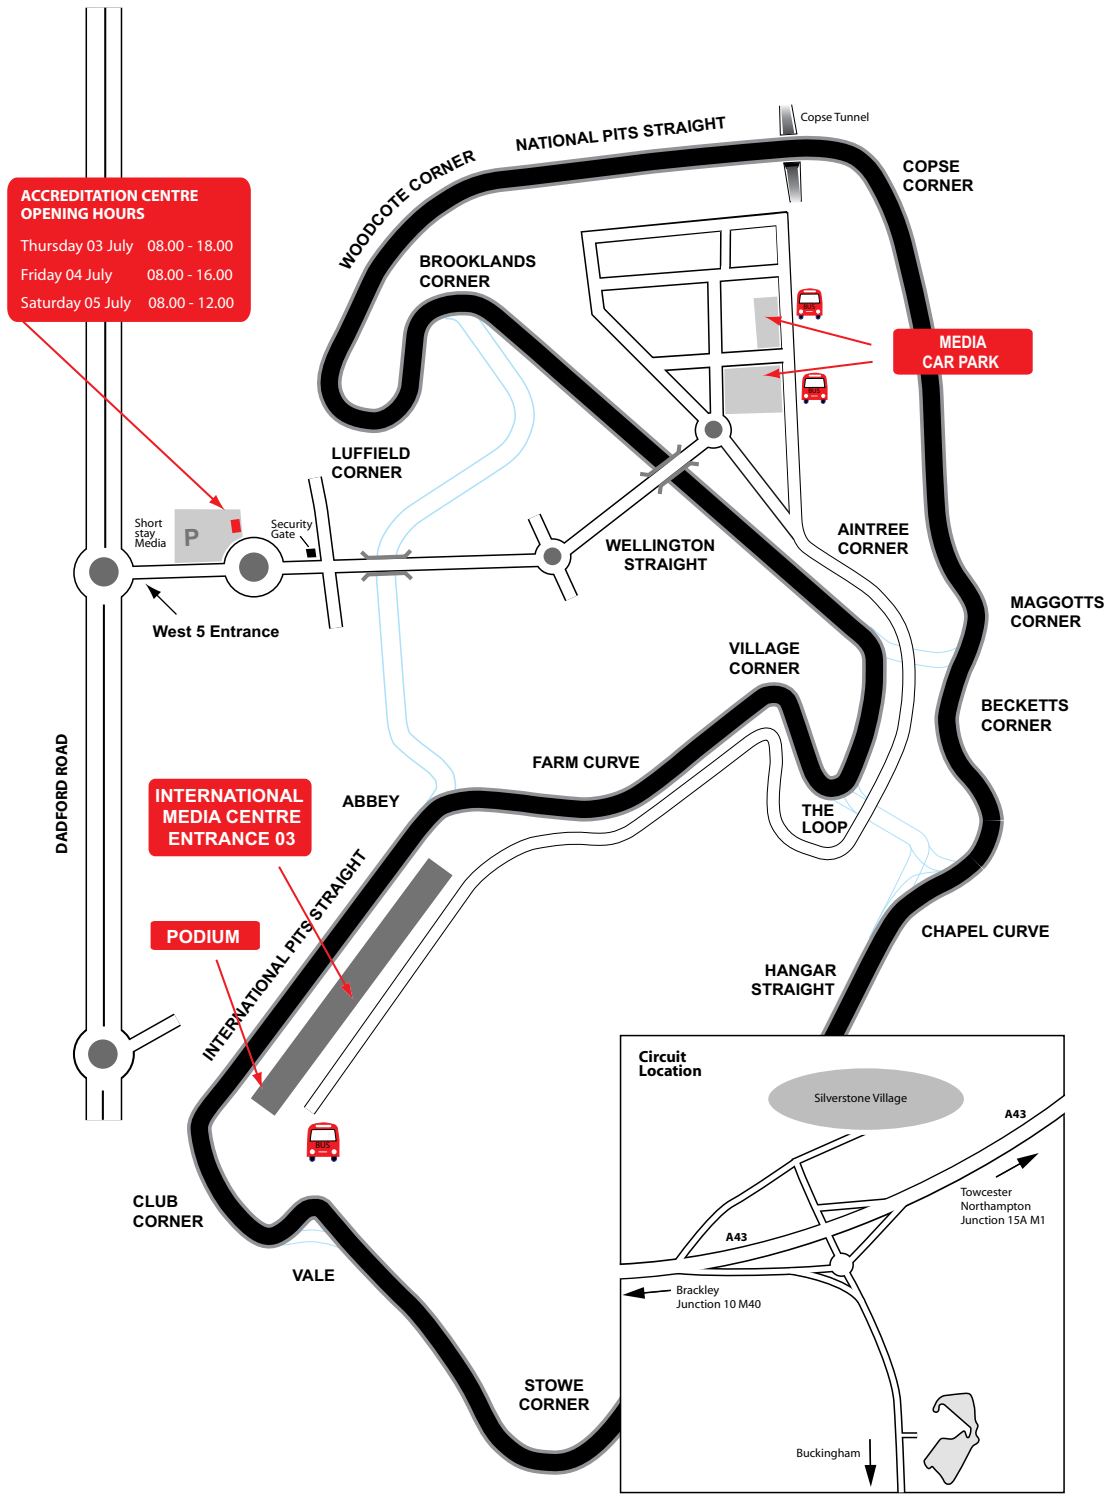 Copse Tunnel
NATIONAL PITS STRAIGHT
WOODCOTE CORNER
COPSE
CORNER
ACCREDITATION CENTRE
OPENING HOURS
Thursday 03 July 08.00 - 18.00
Friday 04 July 08.00 - 16.00
Saturday 05 July 08.00 - 12.00
BROOKLANDS
CORNER
BUS
MEDIA
CAR PARK
BUS
LUFFIELD
CORNER
Short
stay
Media
P
Security
Gate
WELLINGTON
STRAIGHT
AINTREE
CORNER
West 5 Entrance
MAGGOTTS
CORNER
VILLAGE
CORNER
BECKETTS
CORNER
DADFORD ROAD
FARM CURVE
ABBEY
INTERNATIONAL
MEDIA CENTRE
ENTRANCE 03
THE
LOOP
INTERNATIONAL PITS STRAIGHT
PODIUM
CHAPEL CURVE
HANGAR
STRAIGHT
BUS
CLUB
CORNER
VALE
STOWE
CORNER
Circuit
Location
Silverstone Village
A43
Towcester
Northampton
Junction 15A M1
A43
Brackley
Junction 10 M40
Buckingham